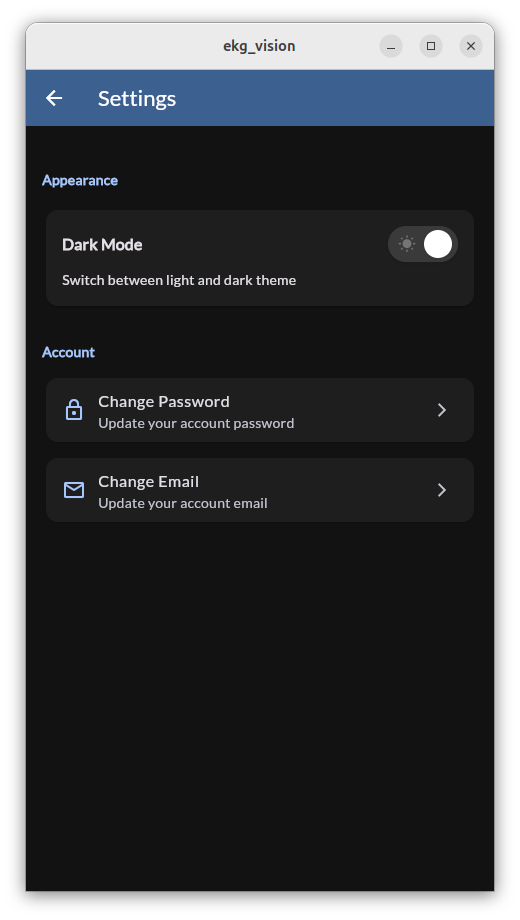 ekg_vision
Settings
Appearance
Dark Mode
Switch between light and dark theme
Account
Change Password
Update your account password
Change Email
Update your account email